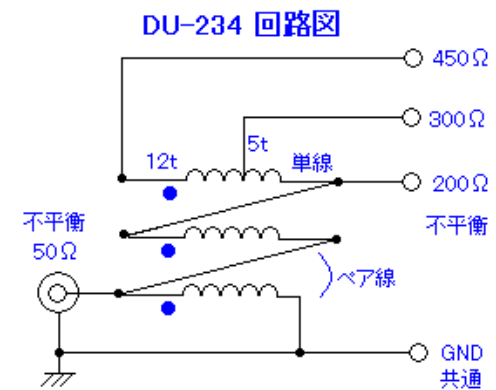 DU-234 回路図
450Ω
300Ω
5t
12t
単線
200Ω
不平衡
不平衡
50Ω
ペア線
GND
共通